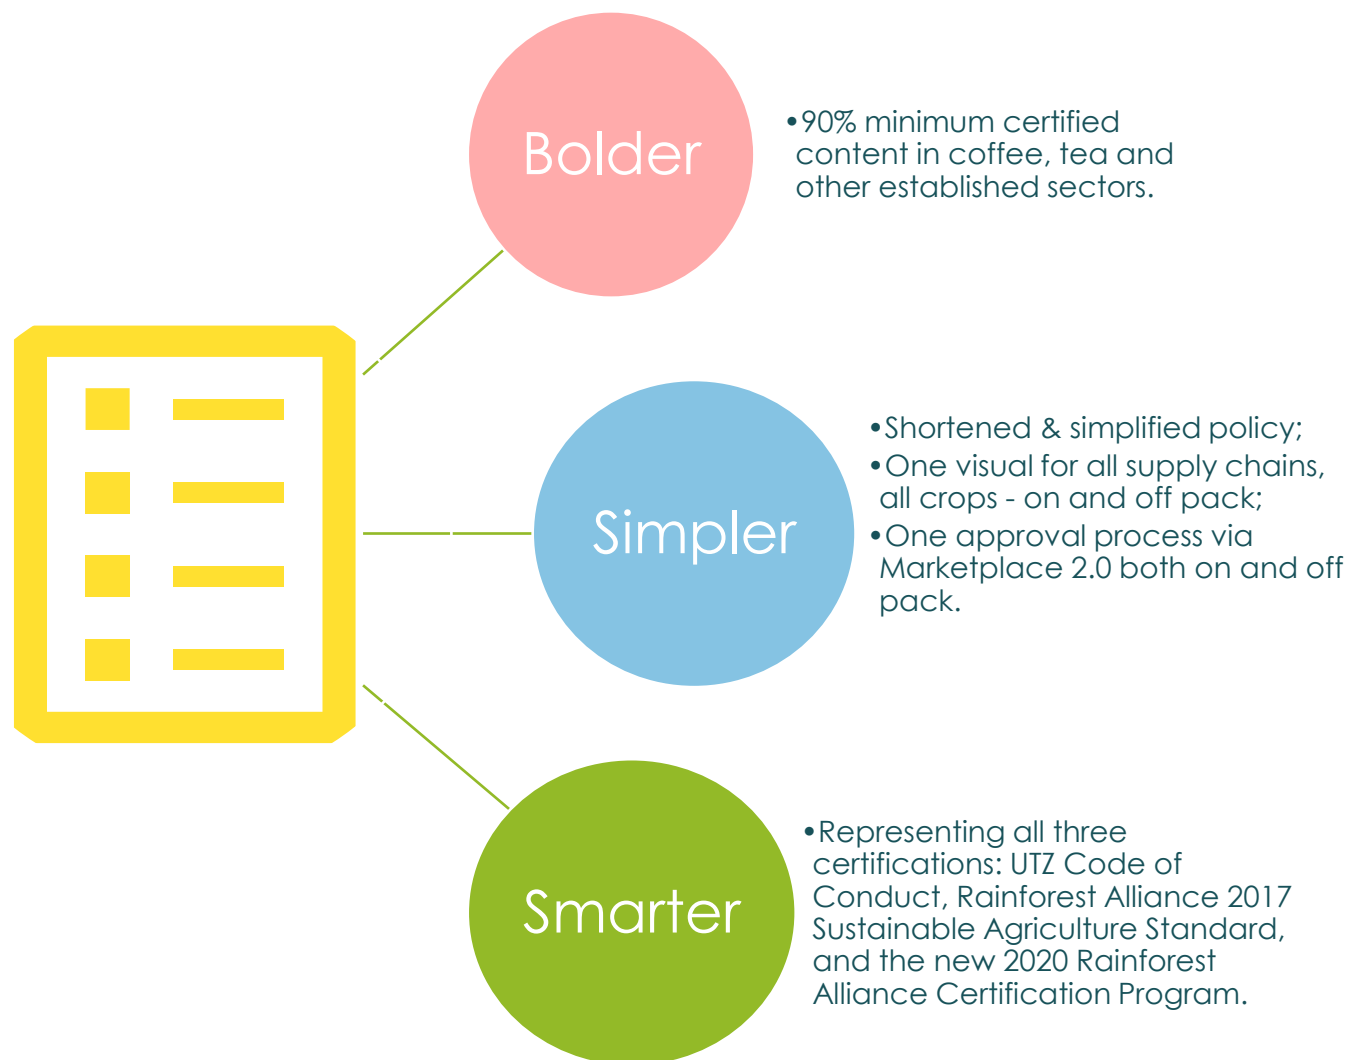 Bolder
•90% minimum certified
content in coffee, tea and
other established sectors.
Simpler
•Shortened & simplified policy;
•One visual for all supply chains,
all crops - on and off pack;
•One approval process via
Marketplace 2.0 both on and off
pack.
Smarter
•Representing all three
certifications: UTZ Code of
Conduct, Rainforest Alliance 2017
Sustainable Agriculture Standard,
and the new 2020 Rainforest
Alliance Certification Program.